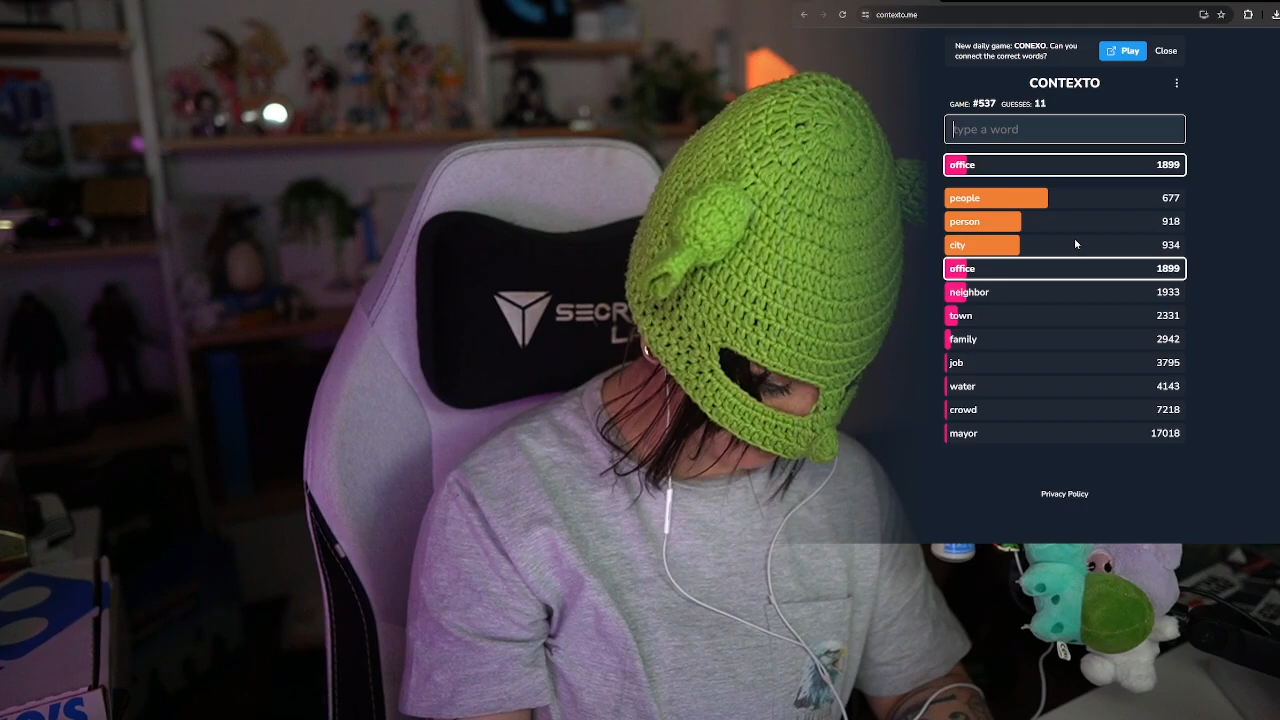 contexto.me
New daily game: CONEXO. Can you
connect the correct words?
Play
Close
CONTEXTO
GAME: #537 GUESSES: 11
type a word
office 1899
people 677
person 918
city 934
office 1899
neighbor 1933
town 2331
family 2942
job 3795
water 4143
crowd 7218
mayor 17018
Privacy Policy
SECR
L